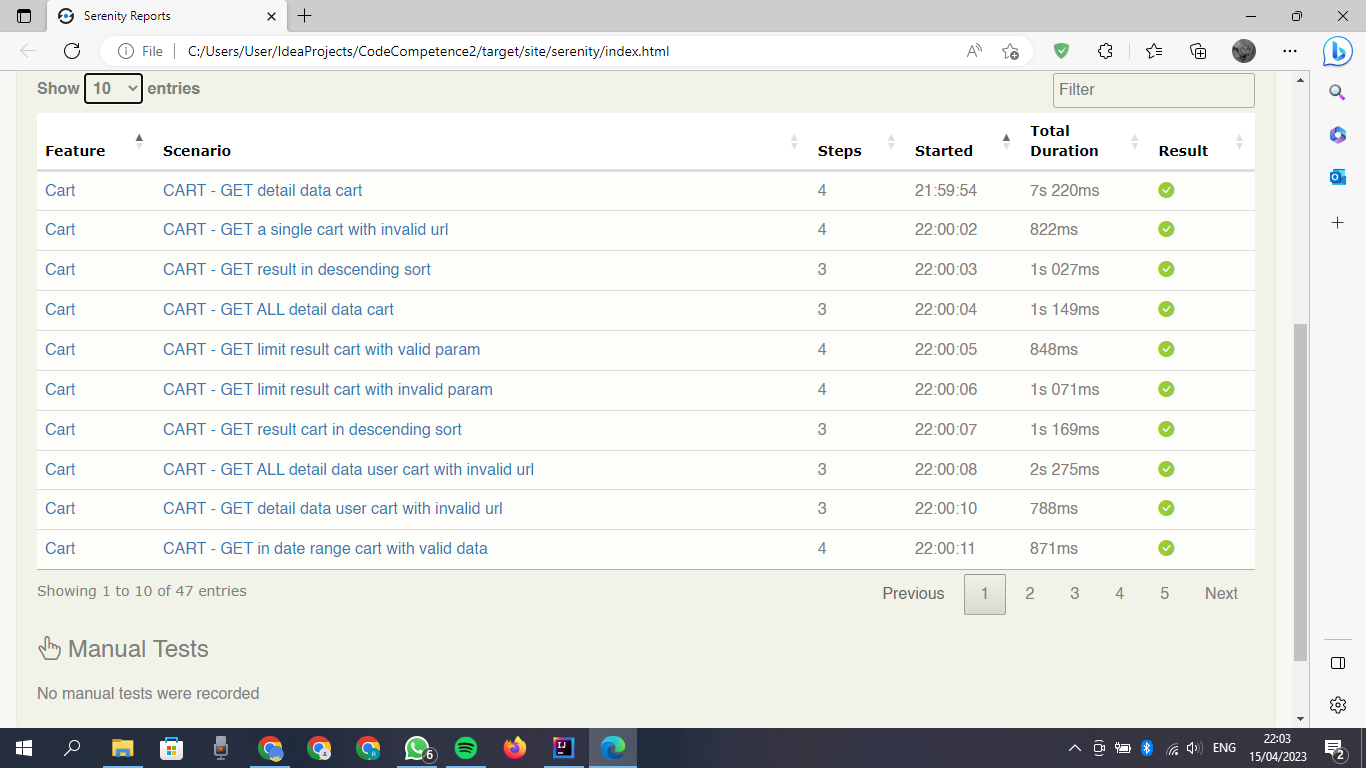 Serenity Reports
File
C:/Users/User/IdeaProjects/CodeCompetence2/target/site/serenity/index.html
Show 10 entries
Filter
Feature Scenario Steps Started Total Duration Result
Cart CART - GET detail data cart 4 21:59:54 7s 220ms
Cart CART - GET a single cart with invalid url 4 22:00:02 822ms
Cart CART - GET result in descending sort 3 22:00:03 1s 027ms
Cart CART - GET ALL detail data cart 3 22:00:04 1s 149ms
Cart CART - GET limit result cart with valid param 4 22:00:05 848ms
Cart CART - GET limit result cart with invalid param 4 22:00:06 1s 071ms
Cart CART - GET result cart in descending sort 3 22:00:07 1s 169ms
Cart CART - GET ALL detail data user cart with invalid url 3 22:00:08 2s 275ms
Cart CART - GET detail data user cart with invalid url 3 22:00:10 788ms
Cart CART - GET in date range cart with valid data 4 22:00:11 871ms
Showing 1 to 10 of 47 entries
Previous 1 2 3 4 5 Next
Manual Tests
No manual tests were recorded
6
ENG
22:03
15/04/2023
2